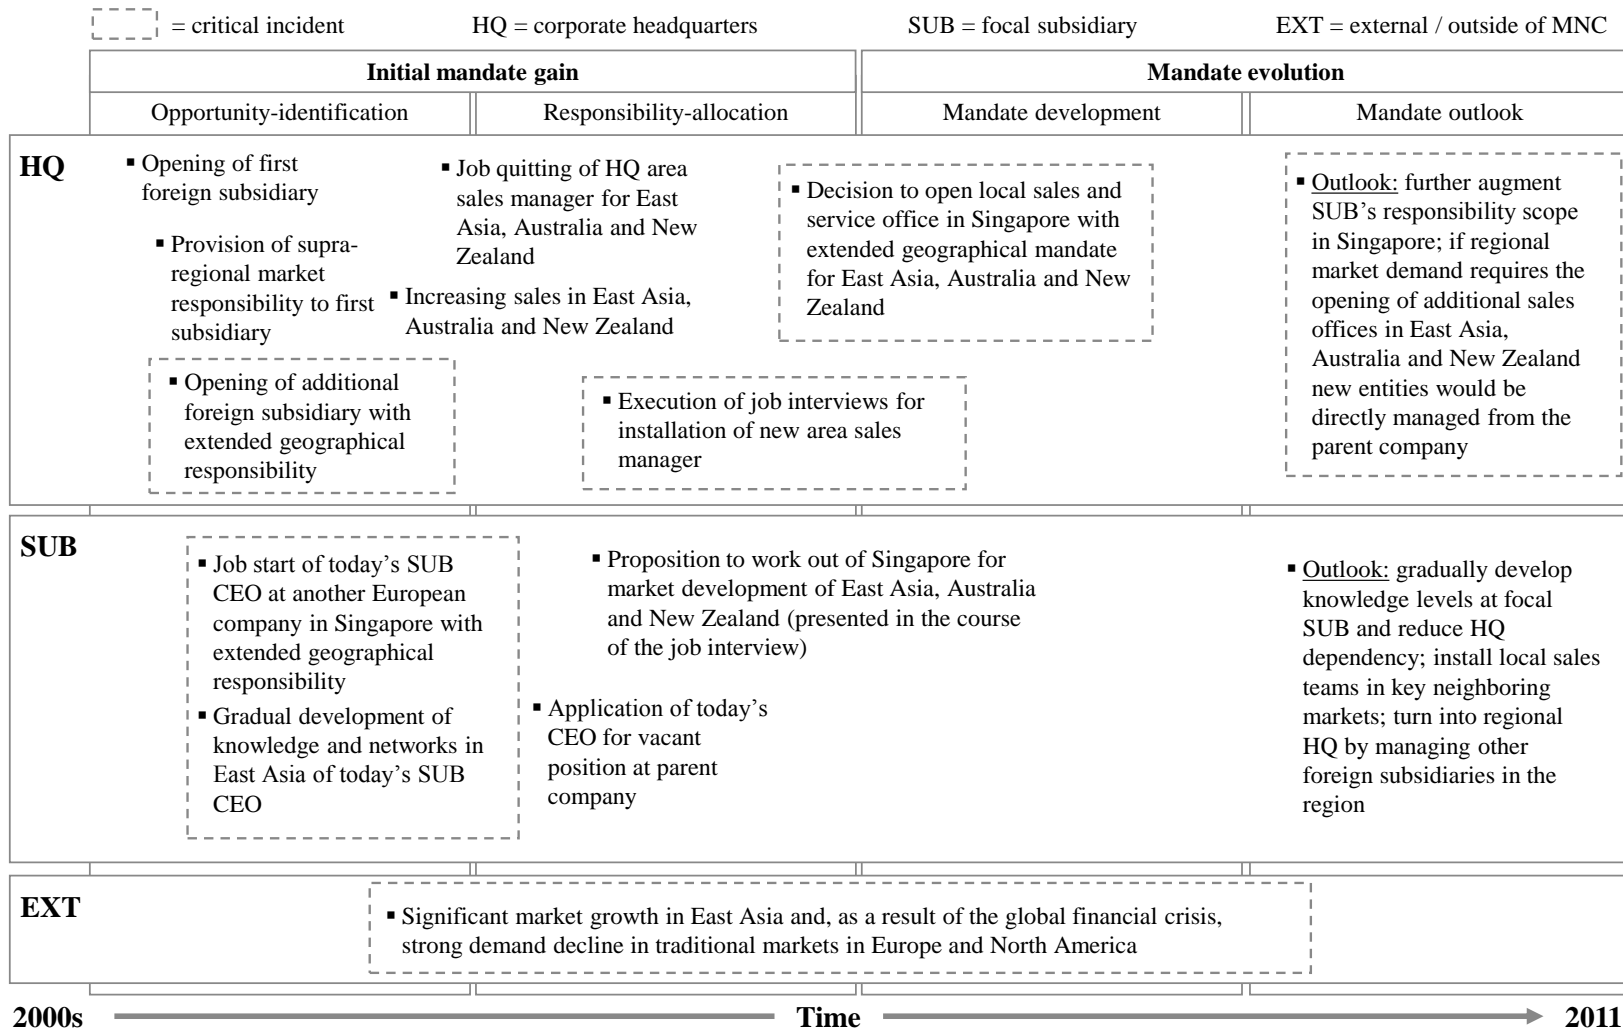 = critical incident
HQ = corporate headquarters
SUB = focal subsidiary
EXT = external / outside of MNC
Initial mandate gain
Mandate evolution
Opportunity-identification
Responsibility-allocation
Mandate development
Mandate outlook
HQ
▪ Opening of first
foreign subsidiary
▪ Provision of supra-
regional market
responsibility to first
subsidiary
▪ Opening of additional
foreign subsidiary with
extended geographical
responsibility
▪ Job quitting of HQ area
sales manager for East
Asia, Australia and New
Zealand
▪ Increasing sales in East Asia,
Australia and New Zealand
▪ Execution of job interviews for
installation of new area sales
manager
▪ Decision to open local sales and
service office in Singapore with
extended geographical mandate
for East Asia, Australia and New
Zealand
▪ Outlook: further augment
SUB’s responsibility scope
in Singapore; if regional
market demand requires the
opening of additional sales
offices in East Asia,
Australia and New Zealand
new entities would be
directly managed from the
parent company
SUB
▪ Job start of today’s SUB
CEO at another European
company in Singapore with
extended geographical
responsibility
▪ Gradual development of
knowledge and networks in
East Asia of today’s SUB
CEO
▪ Proposition to work out of Singapore for
market development of East Asia, Australia
and New Zealand (presented in the course
of the job interview)
▪ Application of today’s
CEO for vacant
position at parent
company
▪ Outlook: gradually develop
knowledge levels at focal
SUB and reduce HQ
dependency; install local sales
teams in key neighboring
markets; turn into regional
HQ by managing other
foreign subsidiaries in the
region
EXT
▪ Significant market growth in East Asia and, as a result of the global financial crisis,
strong demand decline in traditional markets in Europe and North America
2000s
Time
2011